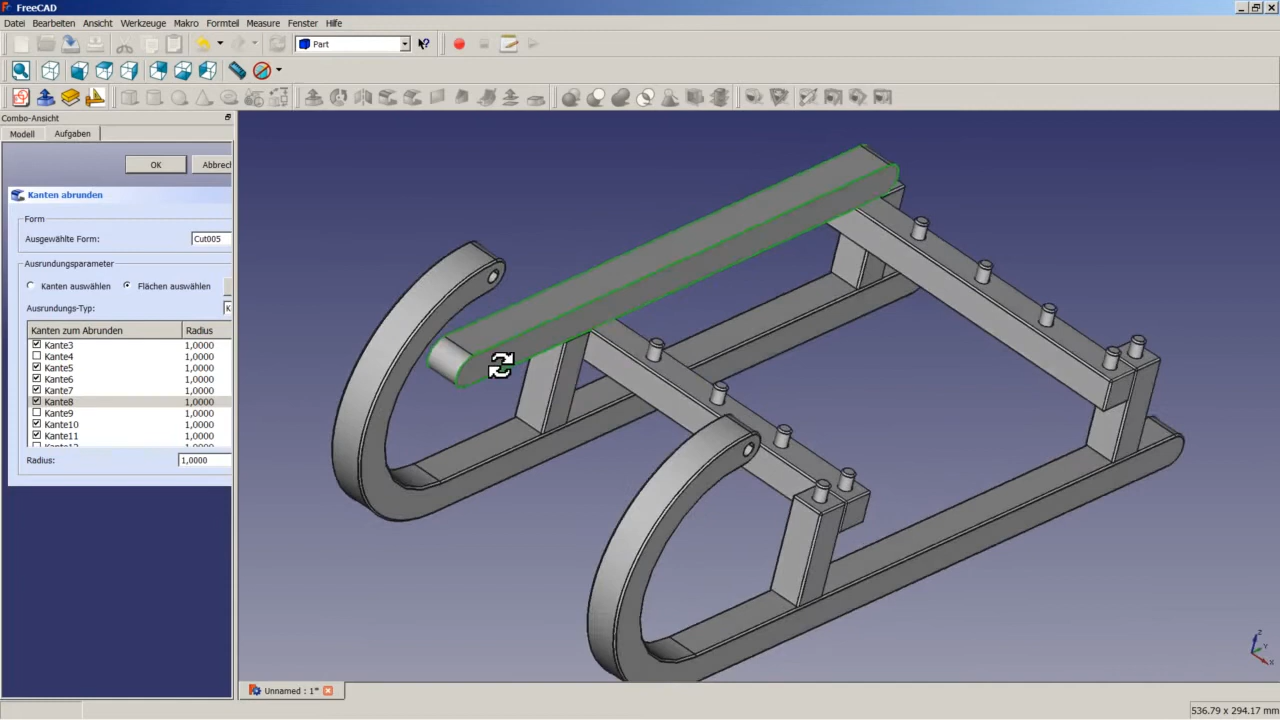 FreeCAD
Datei Bearbeiten Ansicht Werkzeuge Makro Formteil Measure Fenster Hilfe
Part
Combo-Ansicht
Modell Aufgaben
OK Abbrech
Kanten abrunden
Form
Ausgewählte Form: Cut005
Ausrundungsparameter
Kanten auswählen Flächen auswählen
Ausrundungs-Typ: K
Kanten zum Abrunden Radius
Kante3 1,0000
Kante4 1,0000
Kante5 1,0000
Kante6 1,0000
Kante7 1,0000
Kante8 1,0000
Kante9 1,0000
Kante10 1,0000
Kante11 1,0000
Radius: 1,0000
Z
Y
X
Unnamed : 1*
536.79 x 294.17 mm